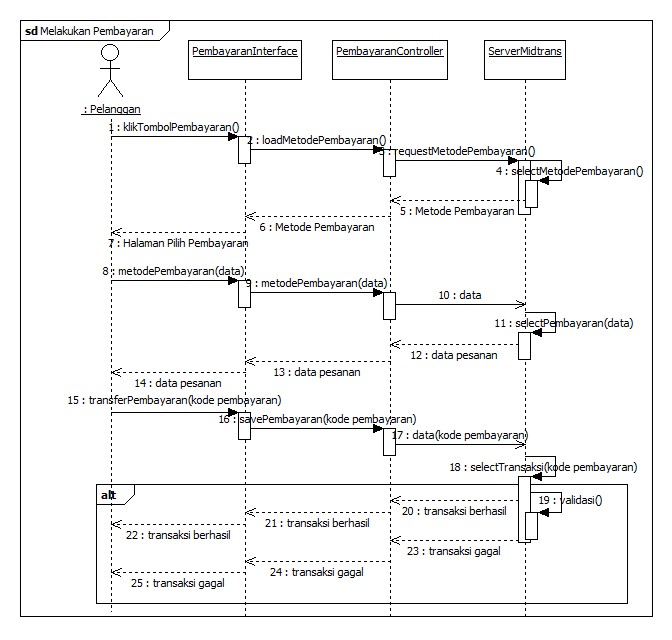 sd Melakukan Pembayaran
PembayaranInterface
PembayaranController
ServerMidtrans
: Pelanggan
1 : klikTombolPembayaran()
2 : loadMetodePembayaran()
3 : requestMetodePembayaran()
4 : selectMetodePembayaran()
5 : Metode Pembayaran
6 : Metode Pembayaran
7 : Halaman Pilih Pembayaran
8 : metodePembayaran(data)
9 : metodePembayaran(data)
10 : data
11 : selectPembayaran(data)
12 : data pesanan
13 : data pesanan
14 : data pesanan
15 : transferPembayaran(kode pembayaran)
16 : savePembayaran(kode pembayaran)
17 : data(kode pembayaran)
18 : selectTransaksi(kode pembayaran)
alt
19 : validasi()
20 : transaksi berhasil
21 : transaksi berhasil
22 : transaksi berhasil
23 : transaksi gagal
24 : transaksi gagal
25 : transaksi gagal